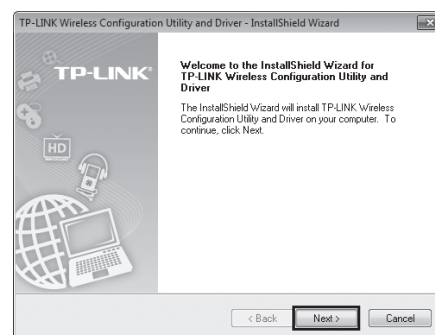 TP-LINK Wireless Configuration Utility and Driver - InstallShield Wizard
TP-LINK®
HD
Welcome to the InstallShield Wizard for
TP-LINK Wireless Configuration Utility and
Driver
The InstallShield Wizard will install TP-LINK Wireless
Configuration Utility and Driver on your computer. To
continue, click Next.
< Back Next > Cancel